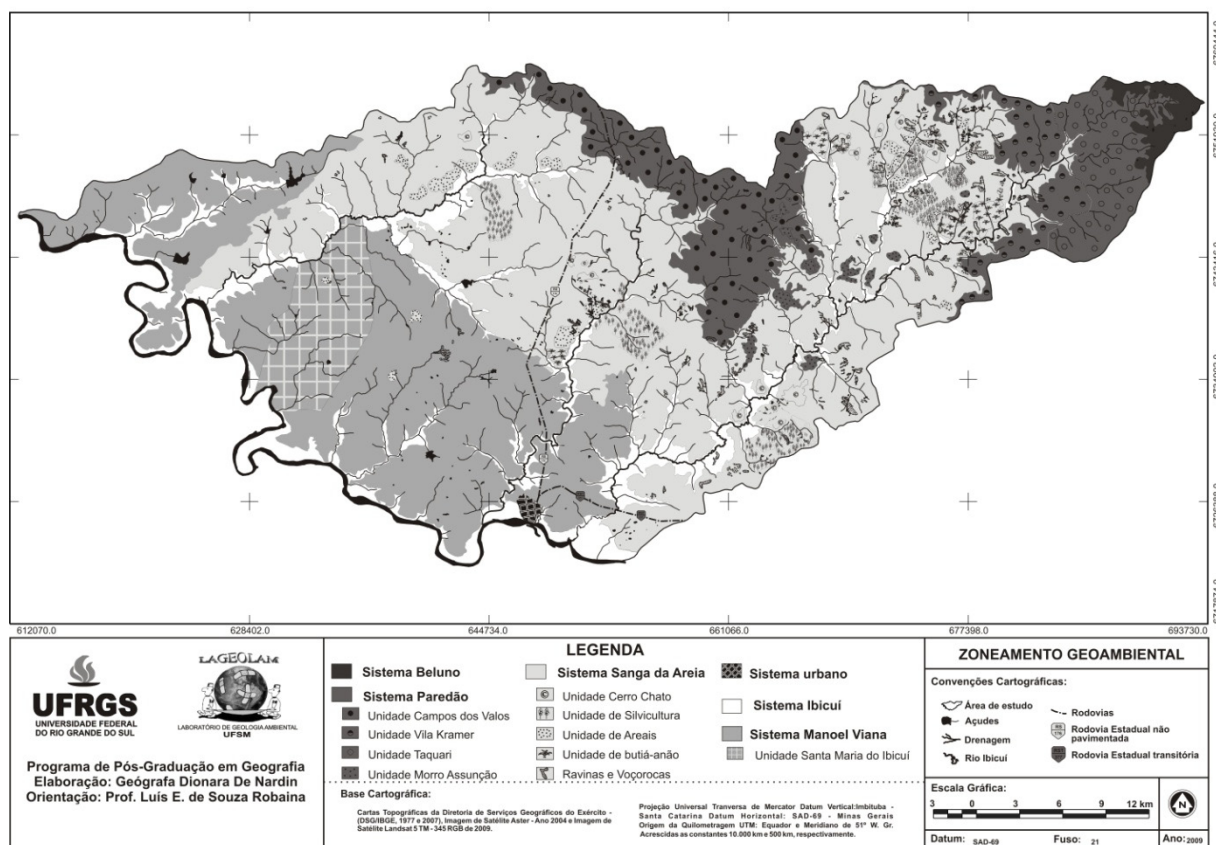 612070.0
628402.0
644734.0
661066.0
677398.0
693730.0
UFRGS
UNIVERSIDADE FEDERAL
DO RIO GRANDE DO SUL
LAGEOLAM
LABORATÓRIO DE GEOLOGIA AMBIENTAL
UFSM
Programa de Pós-Graduação em Geografia
Elaboração: Geógrafa Dionara De Nardin
Orientação: Prof. Luís E. de Souza Robaina
LEGENDA
Sistema Beluno
Sistema Paredão
Unidade Campos dos Valos
Unidade Vila Kramer
Unidade Taquari
Unidade Morro Assunção
Sistema Sanga da Areia
Unidade Cerro Chato
Unidade de Silvicultura
Unidade de Areais
Unidade de butiá-anão
Ravinas e Voçorocas
Sistema urbano
Sistema Ibicuí
Sistema Manoel Viana
Unidade Santa Maria do Ibicuí
Base Cartográfica:
Cartas Topográficas da Diretoria de Serviços Geográficos do Exército -
(DSG/IBGE, 1977 e 2007), Imagem de Satélite Aster - Ano 2004 e Imagem de
Satélite Landsat 5 TM - 345 RGB de 2009.
Projeção Universal Tranversa de Mercator Datum Vertical:Imbituba -
Santa Catarina Datum Horizontal: SAD-69 - Minas Gerais
Origem da Quilometragem UTM: Equador e Meridiano de 51º W. Gr.
Acrescidas as constantes 10.000 km e 500 km, respectivamente.
ZONEAMENTO GEOAMBIENTAL
Convenções Cartográficas:
Área de estudo
Açudes
Drenagem
Rio Ibicuí
Rodovias
Rodovia Estadual não
pavimentada
Rodovia Estadual transitória
Escala Gráfica:
3 0 3 6 9 12 km
N
Datum: SAD-69
Fuso: 21
Ano: 2009